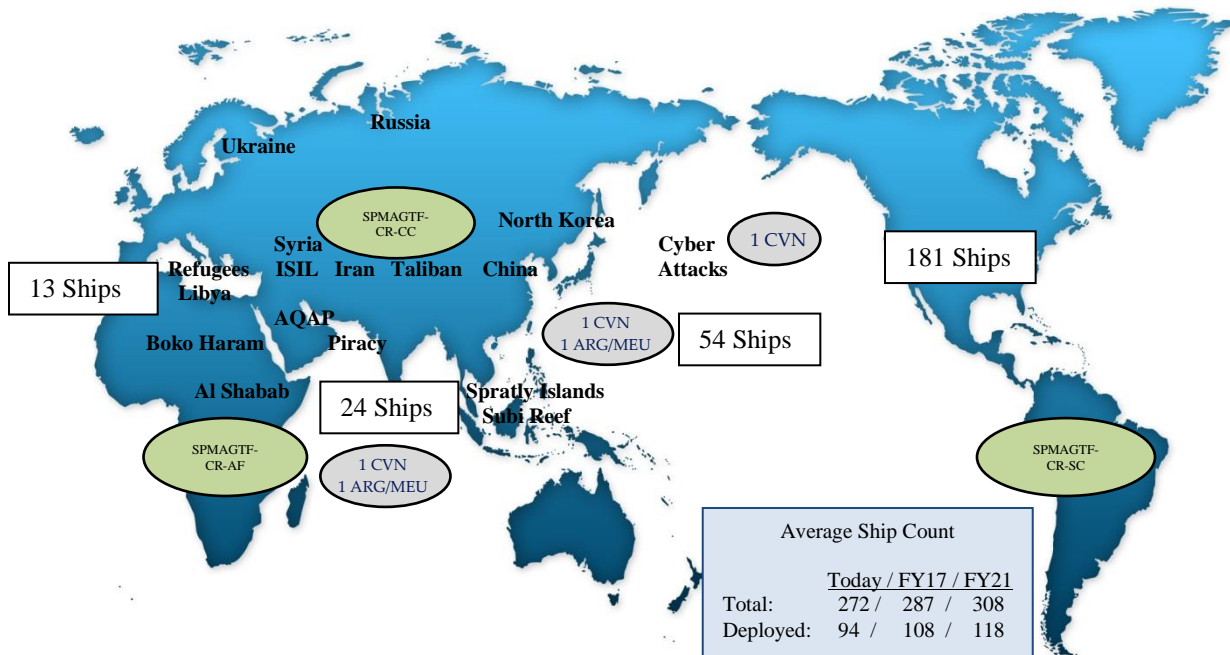 Russia
Ukraine
SPMAGTF-
CR-CC
North Korea
1 CVN
Syria
Cyber
181 Ships
Refugees
ISIL Iran Taliban China
Attacks
13 Ships
Libya
AQAP
1 CVN
1 ARG/MEU
54 Ships
Boko Haram
Piracy
Al Shabab
24 Ships
Spratly Islands
Subi Reef
SPMAGTF-
CR-AF
1 CVN
1 ARG/MEU
SPMAGTF-
CR-SC
Average Ship Count
Today / FY17 / FY21
Total: 272 / 287 / 308
Deployed: 94 / 108 / 118